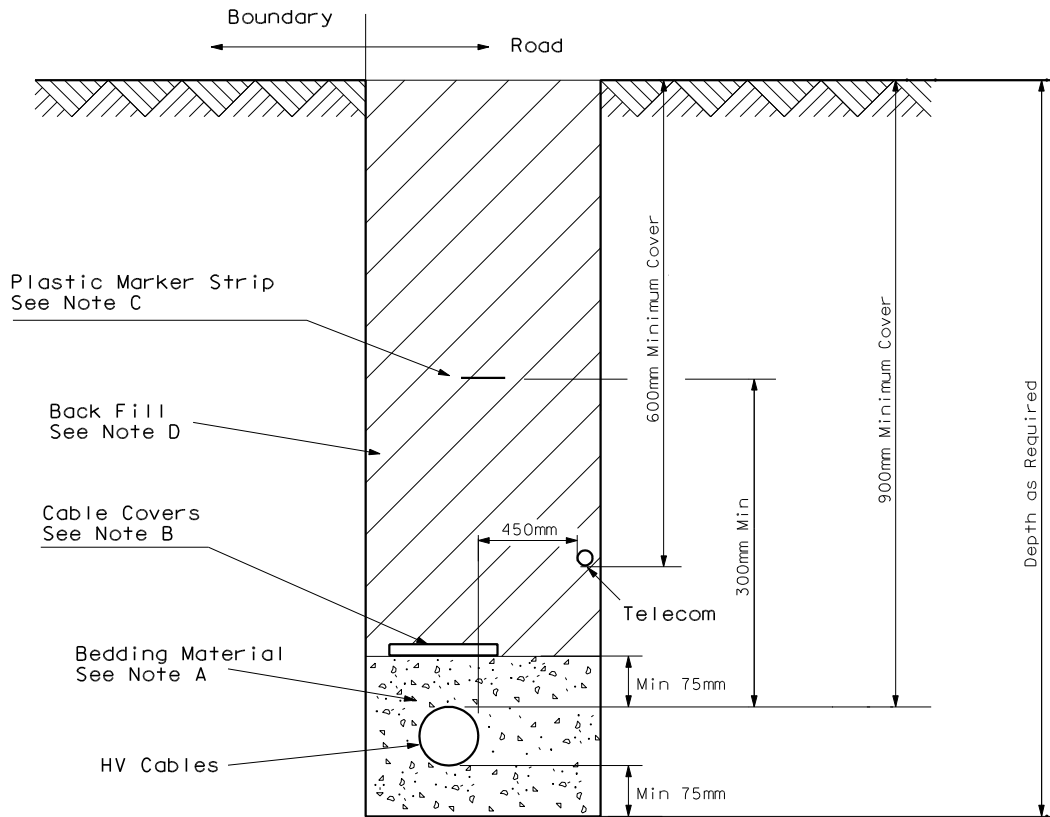 Boundary
Road
Plastic Marker Strip
See Note C
600mm Minimum Cover
900mm Minimum Cover
Back Fill
See Note D
Depth as Required
Cable Covers
See Note B
450mm
300mm Min
Telecom
Bedding Material
See Note A
Min 75mm
HV Cables
Min 75mm